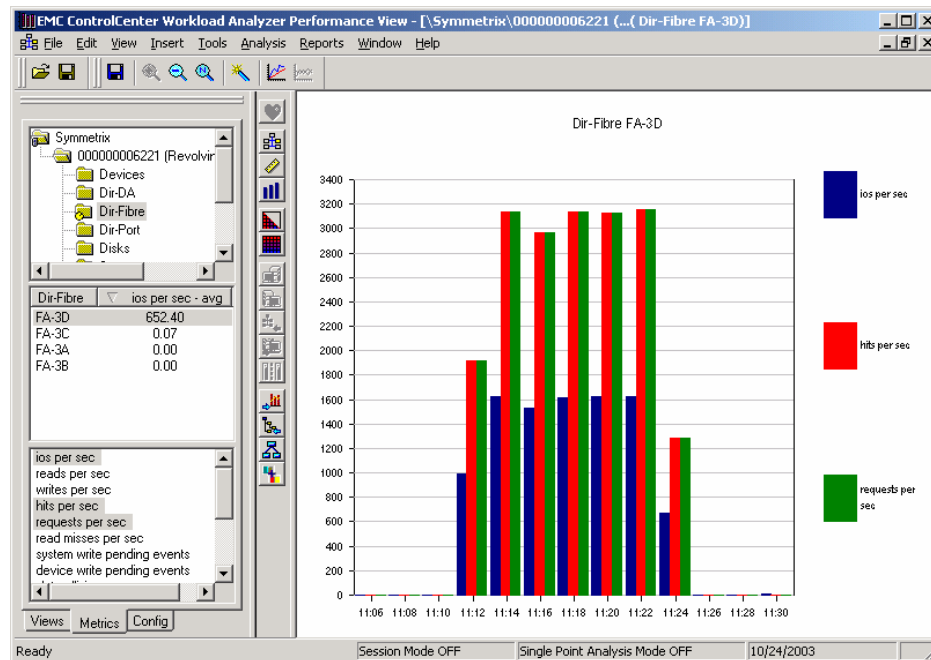 EMC ControlCenter Workload Analyzer Performance View - [\Symmetrix\000000006221 (...( Dir-Fibre FA-3D)]
File Edit View Insert Tools Analysis Reports Window Help
Symmetrix
000000006221 (Revolvir
Devices
Dir-DA
Dir-Fibre
Dir-Port
Disks
Dir-Fibre ios per sec - avg
FA-3D 652.40
FA-3C 0.07
FA-3A 0.00
FA-3B 0.00
ios per sec
reads per sec
writes per sec
hits per sec
requests per sec
read misses per sec
system write pending events
device write pending events
Views Metrics Config
Dir-Fibre FA-3D
3400
3200
3000
2800
2600
2400
2200
2000
1800
1600
1400
1200
1000
800
600
400
200
0
11:06 11:08 11:10 11:12 11:14 11:16 11:18 11:20 11:22 11:24 11:26 11:28 11:30
ios per sec
hits per sec
requests per
sec
Ready Session Mode OFF Single Point Analysis Mode OFF 10/24/2003